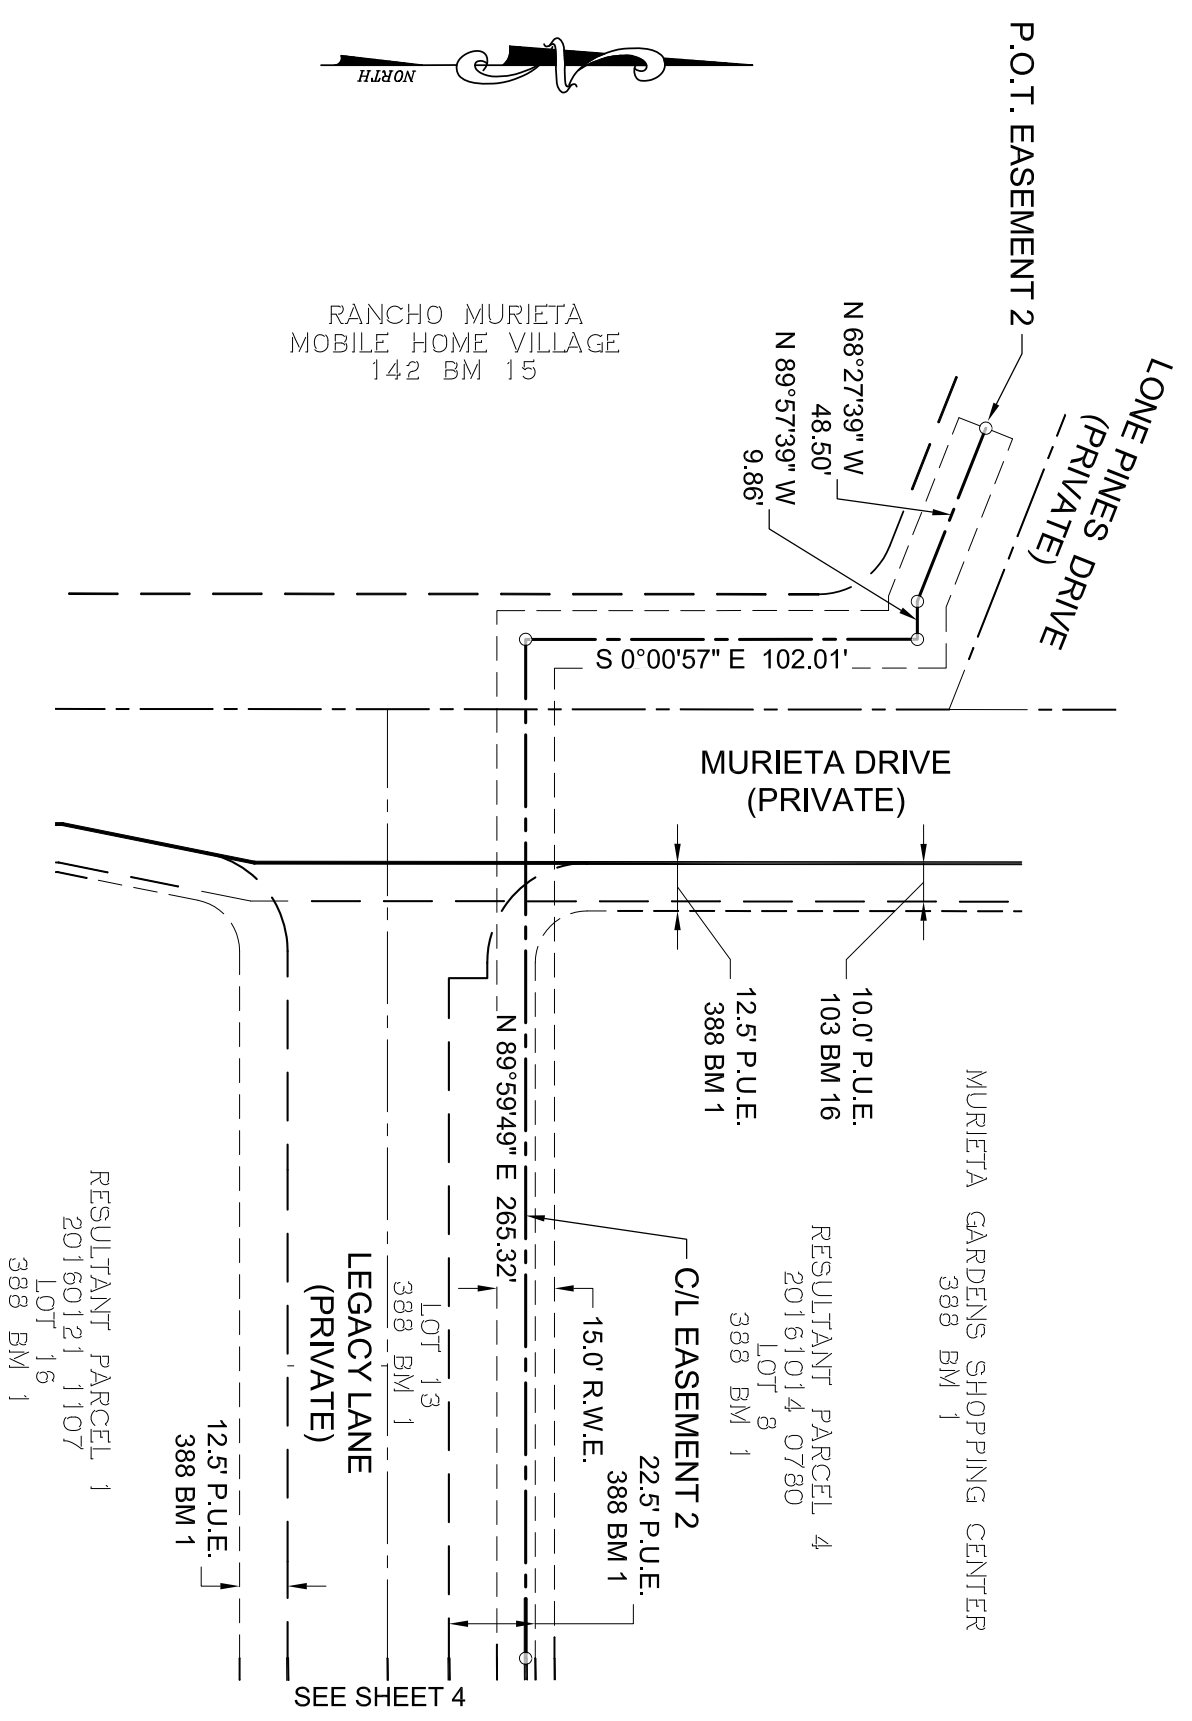 NORTH
P.O.T. EASEMENT 2
LONE PINES DRIVE
(PRIVATE)
RANCHO MURIETA
MOBILE HOME VILLAGE
142 BM 15
N 68°27'39" W
48.50'
N 89°57'39" W
9.86'
S 0°00'57" E 102.01'
MURIETA DRIVE
(PRIVATE)
10.0' P.U.E.
103 BM 16
12.5' P.U.E.
388 BM 1
MURIETA GARDENS SHOPPING CENTER
388 BM 1
RESULTANT PARCEL 4
20161014 0780
LOT 8
388 BM 1
N 89°59'49" E 265.32'
C/L EASEMENT 2
15.0' R.W.E.
22.5' P.U.E.
388 BM 1
LOT 13
388 BM 1
LEGACY LANE
(PRIVATE)
RESULTANT PARCEL 1
20160121 1107
LOT 16
388 BM 1
12.5' P.U.E.
388 BM 1
SEE SHEET 4